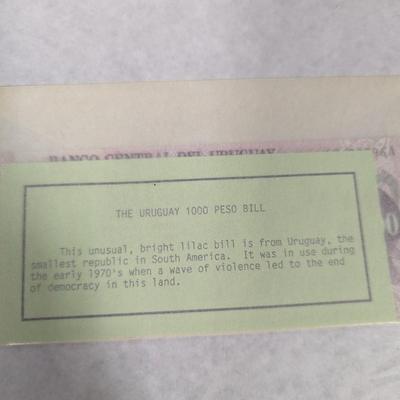 BANCO CENTRAL DEL URUGUAY
THE URUGUAY 1000 PESO BILL
This unusual, bright lilac bill is from Uruguay, the
smallest republic in South America. It was in use during
the early 1970's when a wave of violence led to the end
of democracy in this land.